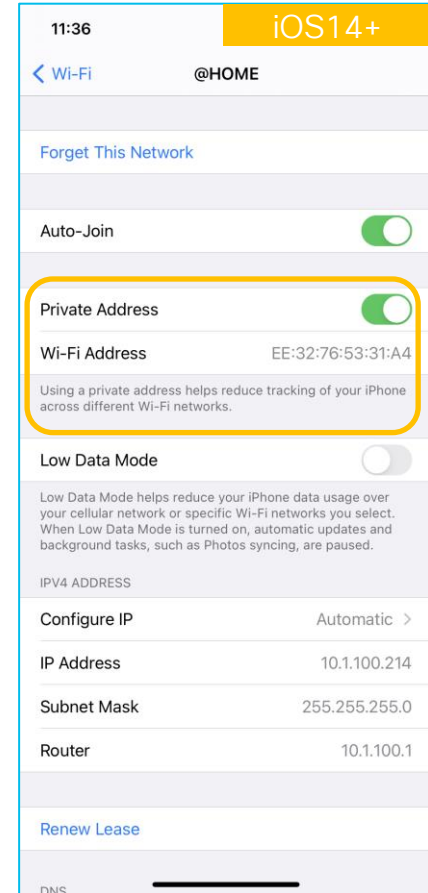 11:36
iOS14+
Wi-Fi
@HOME
Forget This Network
Auto-Join
Private Address
Wi-Fi Address EE:32:76:53:31:A4
Using a private address helps reduce tracking of your iPhone
across different Wi-Fi networks.
Low Data Mode
Low Data Mode helps reduce your iPhone data usage over
your cellular network or specific Wi-Fi networks you select.
When Low Data Mode is turned on, automatic updates and
background tasks, such as Photos syncing, are paused.
IPV4 ADDRESS
Configure IP Automatic >
IP Address 10.1.100.214
Subnet Mask 255.255.255.0
Router 10.1.100.1
Renew Lease
DNS